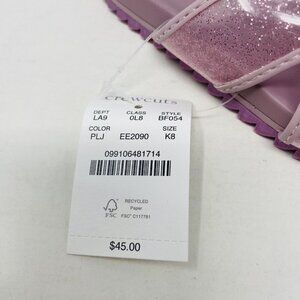 crewcuts
DEPT CLASS STYLE
LA9 0L8 BF054
COLOR SIZE
PLJ EE2090 K8
099106481714
FSC
RECYCLED
Paper
FSC® C117781
$45.00